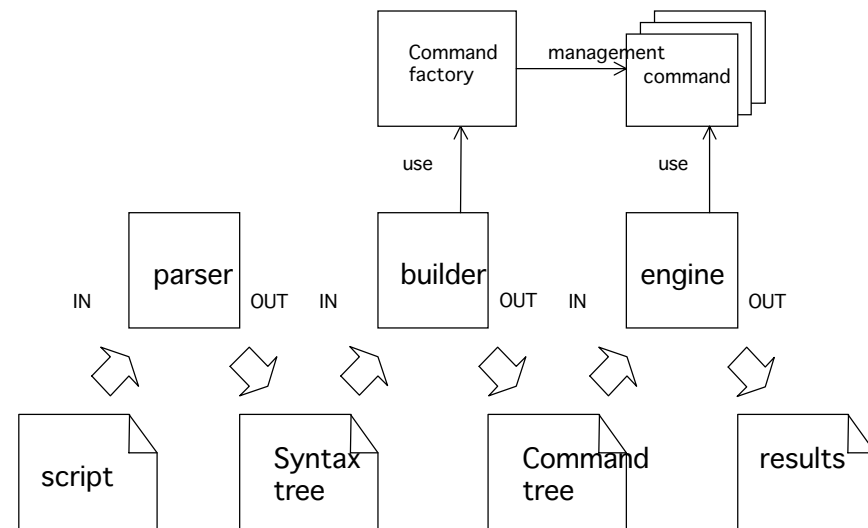 Command
factory
management
command
use
use
parser
builder
engine
IN
OUT
IN
OUT
IN
OUT
script
Syntax
tree
Command
tree
results